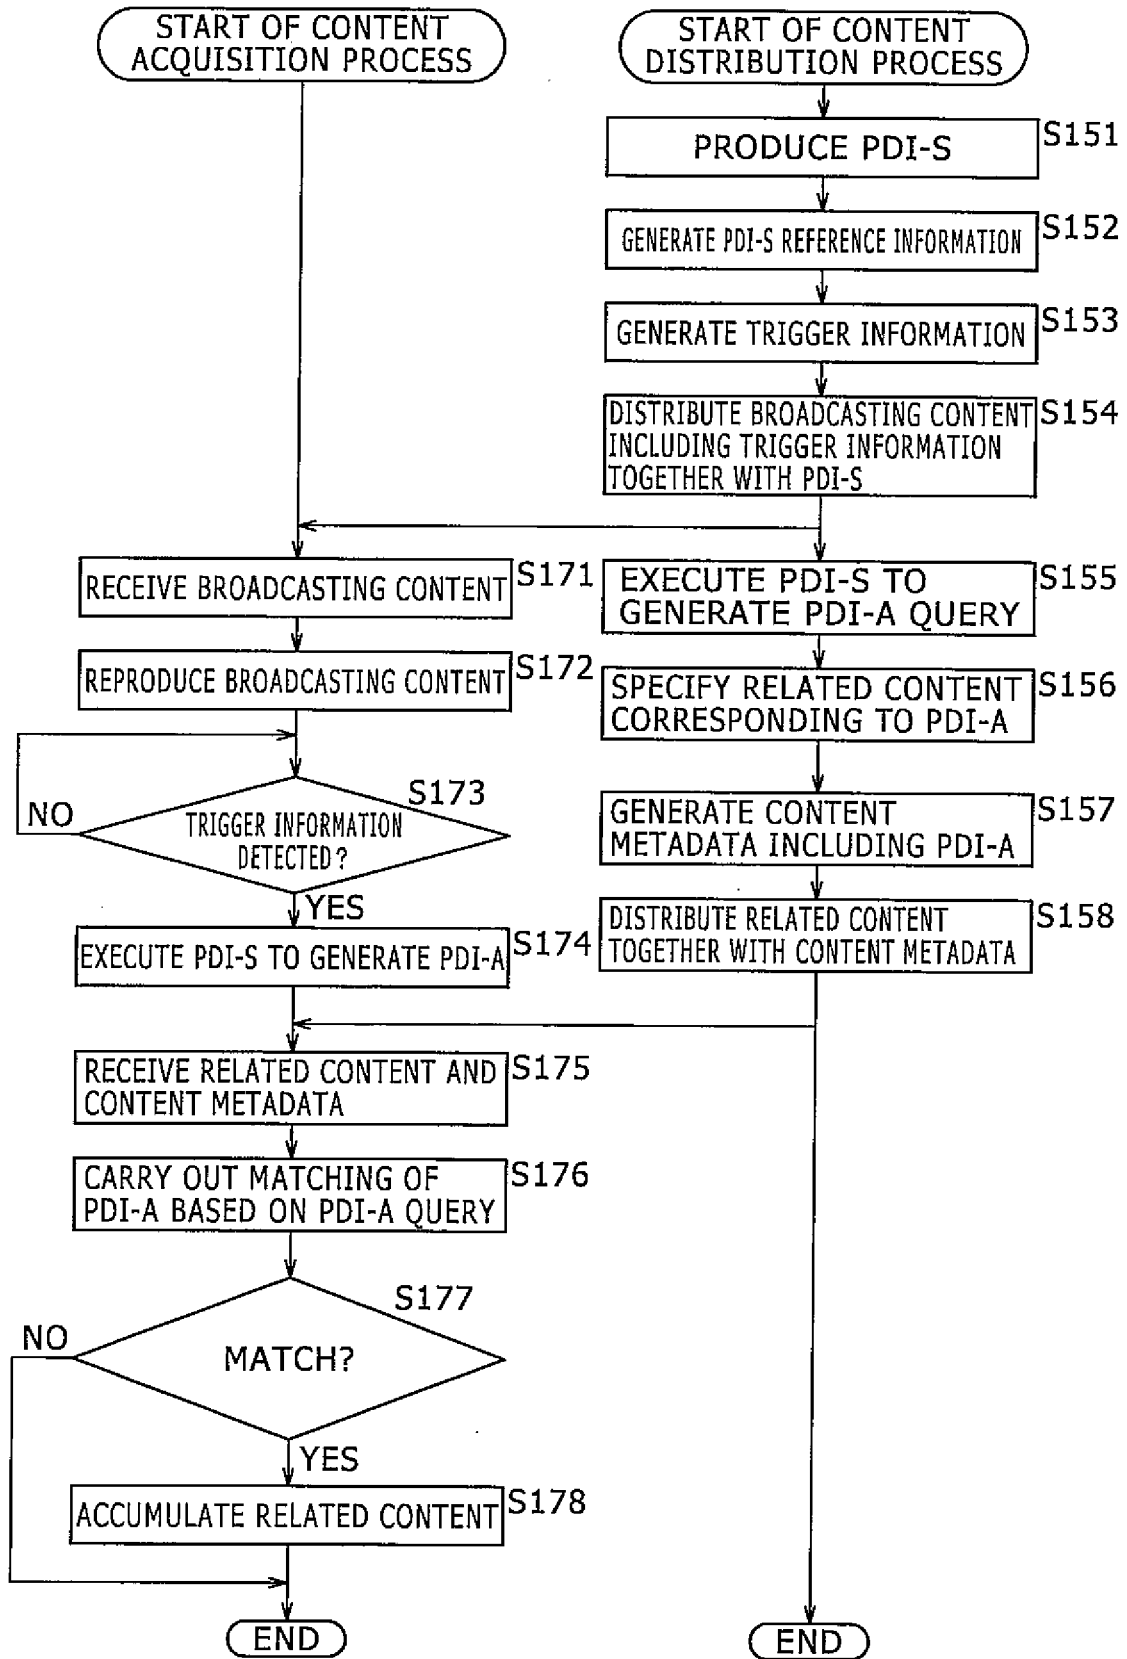 START OF CONTENT
ACQUISITION PROCESS
START OF CONTENT
DISTRIBUTION PROCESS
PRODUCE PDI-S
S151
GENERATE PDI-S REFERENCE INFORMATION
S152
GENERATE TRIGGER INFORMATION
S153
DISTRIBUTE BROADCASTING CONTENT
INCLUDING TRIGGER INFORMATION
TOGETHER WITH PDI-S
S154
RECEIVE BROADCASTING CONTENT
S171
EXECUTE PDI-S TO
GENERATE PDI-A QUERY
S155
REPRODUCE BROADCASTING CONTENT
S172
SPECIFY RELATED CONTENT
CORRESPONDING TO PDI-A
S156
S173
NO
TRIGGER INFORMATION
DETECTED?
YES
GENERATE CONTENT
METADATA INCLUDING PDI-A
S157
EXECUTE PDI-S TO GENERATE PDI-A
S174
DISTRIBUTE RELATED CONTENT
TOGETHER WITH CONTENT METADATA
S158
RECEIVE RELATED CONTENT AND
CONTENT METADATA
S175
CARRY OUT MATCHING OF
PDI-A BASED ON PDI-A QUERY
S176
S177
NO
MATCH?
YES
ACCUMULATE RELATED CONTENT
S178
END
END